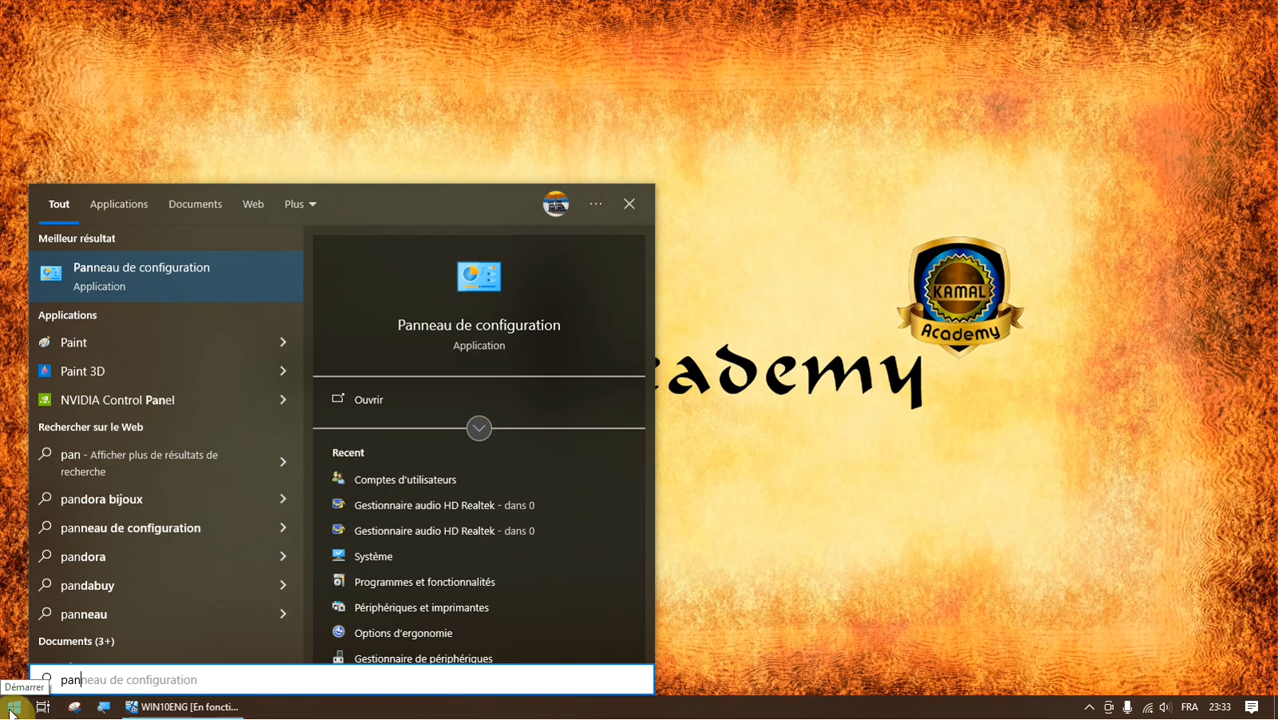 KAMAL
Academy
cademy
Tout Applications Documents Web Plus
Meilleur résultat
Panneau de configuration
Application
Applications
Paint
Paint 3D
NVIDIA Control Panel
Rechercher sur le Web
pan - Afficher plus de résultats de
recherche
pandora bijoux
panneau de configuration
pandora
pandabuy
panneau
Documents (3+)
Panneau de configuration
Application
Ouvrir
Recent
Comptes d'utilisateurs
Gestionnaire audio HD Realtek - dans 0
Gestionnaire audio HD Realtek - dans 0
Système
Programmes et fonctionnalités
Périphériques et imprimantes
Options d'ergonomie
Gestionnaire de périphériques
panneau de configuration
Démarrer
WIN10ENG [En foncti...
FRA 23:33